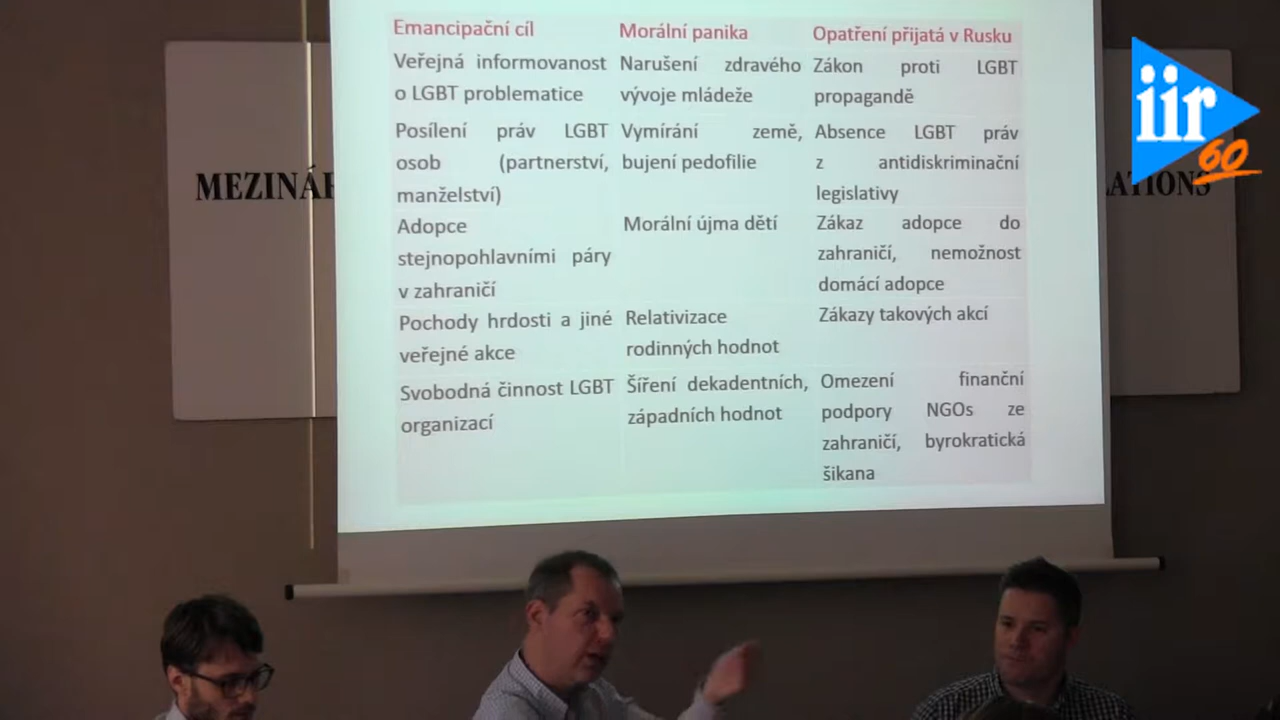 Emancipační cíl
Morální panika
Opatření přijatá v Rusku
Veřejná informovanost
o LGBT problematice
Narušení zdravého
vývoje mládeže
Zákon proti LGBT
propagandě
Posílení práv LGBT
osob (partnerství,
manželství)
Vymírání země,
bujení pedofilie
Absence LGBT práv
z antidiskriminační
legislativy
Adopce
stejnopohlavními páry
v zahraničí
Morální újma dětí
Zákaz adopce do
zahraničí, nemožnost
domácí adopce
Pochody hrdosti a jiné
veřejné akce
Relativizace
rodinných hodnot
Zákazy takových akcí
Svobodná činnost LGBT
organizací
Šíření dekadentních,
západních hodnot
Omezení finanční
podpory NGOs ze
zahraničí, byrokratická
šikana
iir
60